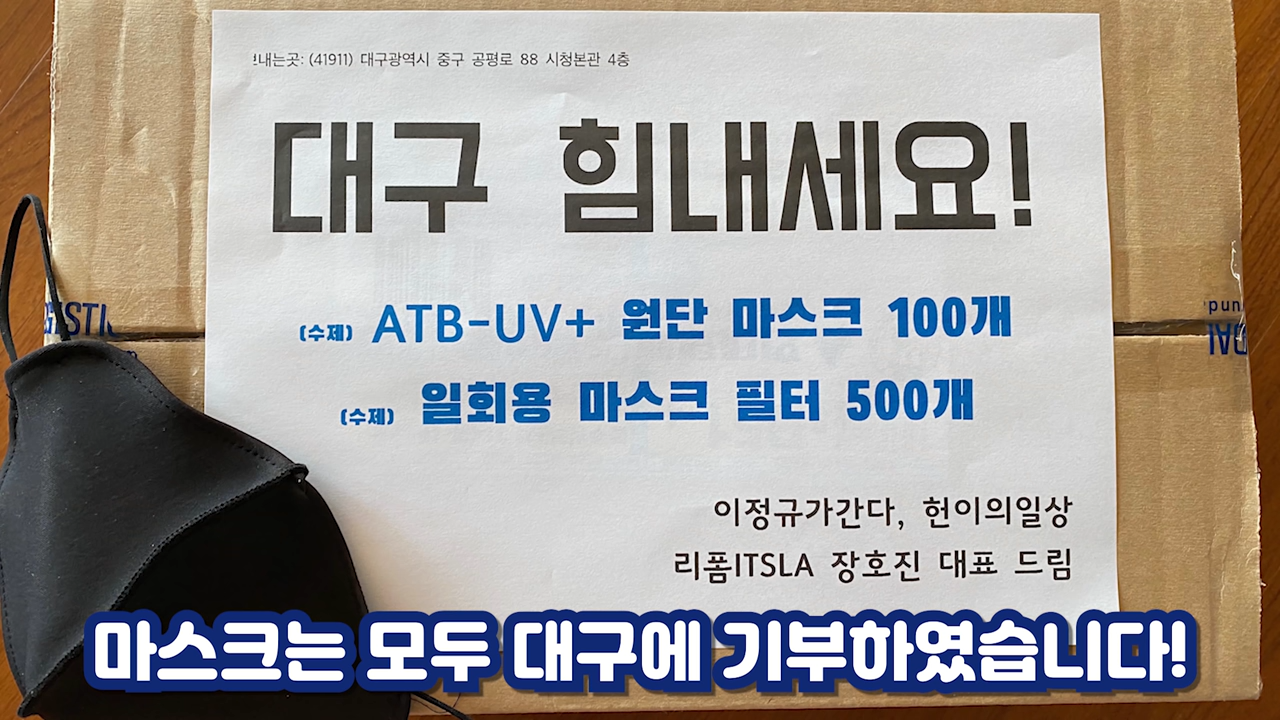 내는곳: (41911) 대구광역시 중구 공평로 88 시청본관 4층
대구 힘내세요!
(수제) ATB-UV+ 원단 마스크 100개
(수제) 일회용 마스크 필터 500개
이정규가간다, 헌이의일상
리폼ITSLA 장호진 대표 드림
마스크는 모두 대구에 기부하였습니다!